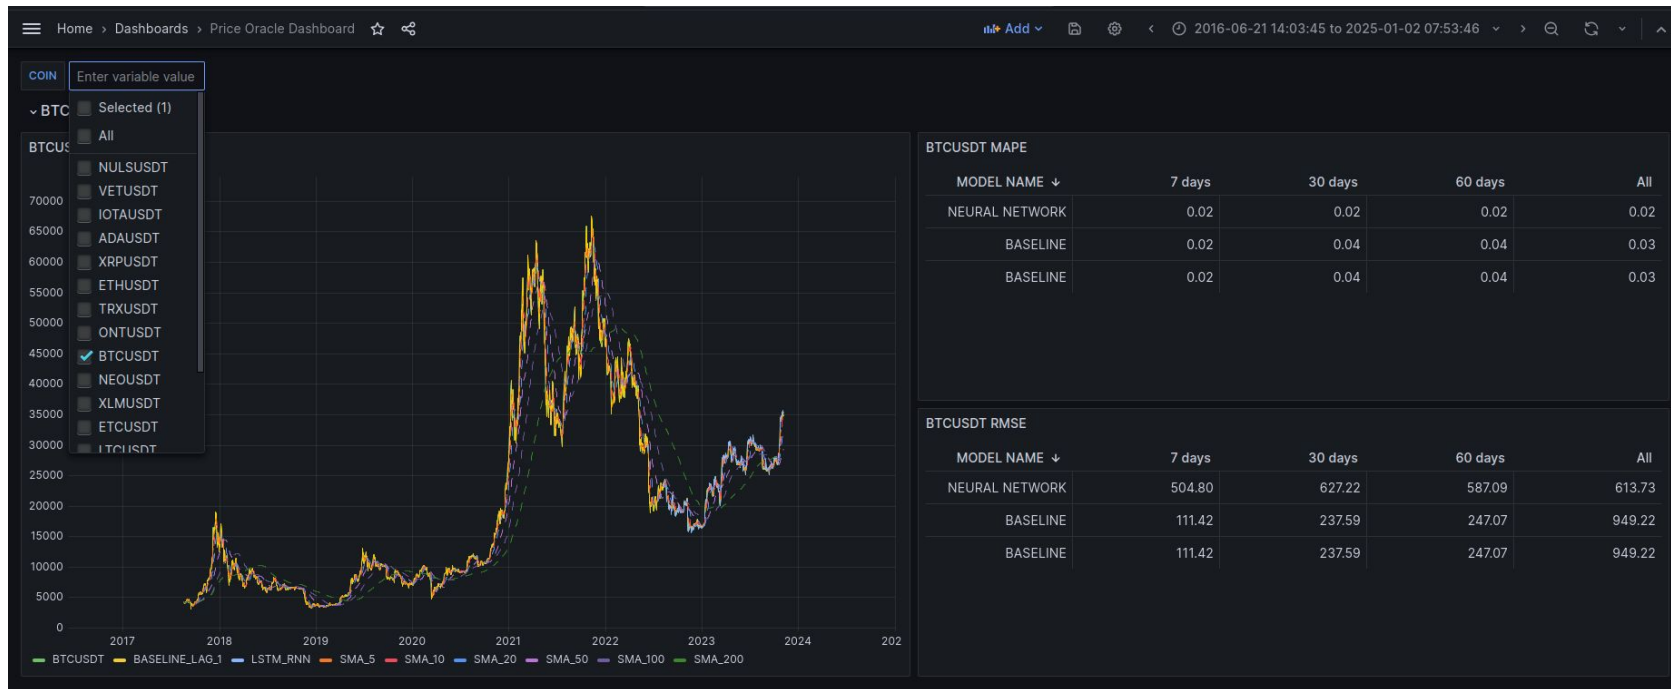 Home › Dashboards › Price Oracle Dashboard
Add
2016-06-21 14:03:45 to 2025-01-02 07:53:46
COIN Enter variable value
BTC
Selected (1)
All
NULSUSDT
VETUSDT
IOTAUSDT
ADAUSDT
XRPUSDT
ETHUSDT
TRXUSDT
ONTUSDT
BTCUSDT
NEOUSDT
XLMUSDT
ETCUSDT
LTCUSDT
BTCUS
70000
65000
60000
55000
50000
45000
40000
35000
30000
25000
20000
15000
10000
5000
0
2017 2018 2019 2020 2021 2022 2023 2024 202
BTCUSDT BASELINE_LAG_1 LSTM_RNN SMA_5 SMA_10 SMA_20 SMA_50 SMA_100 SMA_200
BTCUSDT MAPE
MODEL NAME ↓ 7 days 30 days 60 days All
NEURAL NETWORK 0.02 0.02 0.02 0.02
BASELINE 0.02 0.04 0.04 0.03
BASELINE 0.02 0.04 0.04 0.03
BTCUSDT RMSE
MODEL NAME ↓ 7 days 30 days 60 days All
NEURAL NETWORK 504.80 627.22 587.09 613.73
BASELINE 111.42 237.59 247.07 949.22
BASELINE 111.42 237.59 247.07 949.22